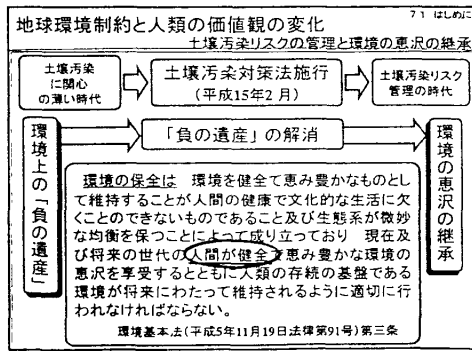 7 1 はじめに
地球環境制約と人類の価値観の変化
土壌汚染リスクの管理と環境の恵沢の継承
土壌汚染
に関心
の薄い時代
土壌汚染対策法施行
(平成15年2月)
土壌汚染リスク
管理の時代
環境上の「負の遺産」
「負の遺産」の解消
環境の恵沢の継承
環境の保全は 環境を健全で恵み豊かなものとし
て維持することが人間の健康で文化的な生活に欠
くことのできないものであること及び生態系が微妙
な均衡を保つことによって成り立っており 現在及
び将来の世代の人間が健全で恵み豊かな環境の
恵沢を享受するとともに人類の存続の基盤である
環境が将来にわたって維持されるように適切に行
われなければならない。
環境基本法(平成5年11月19日法律第91号)第三条